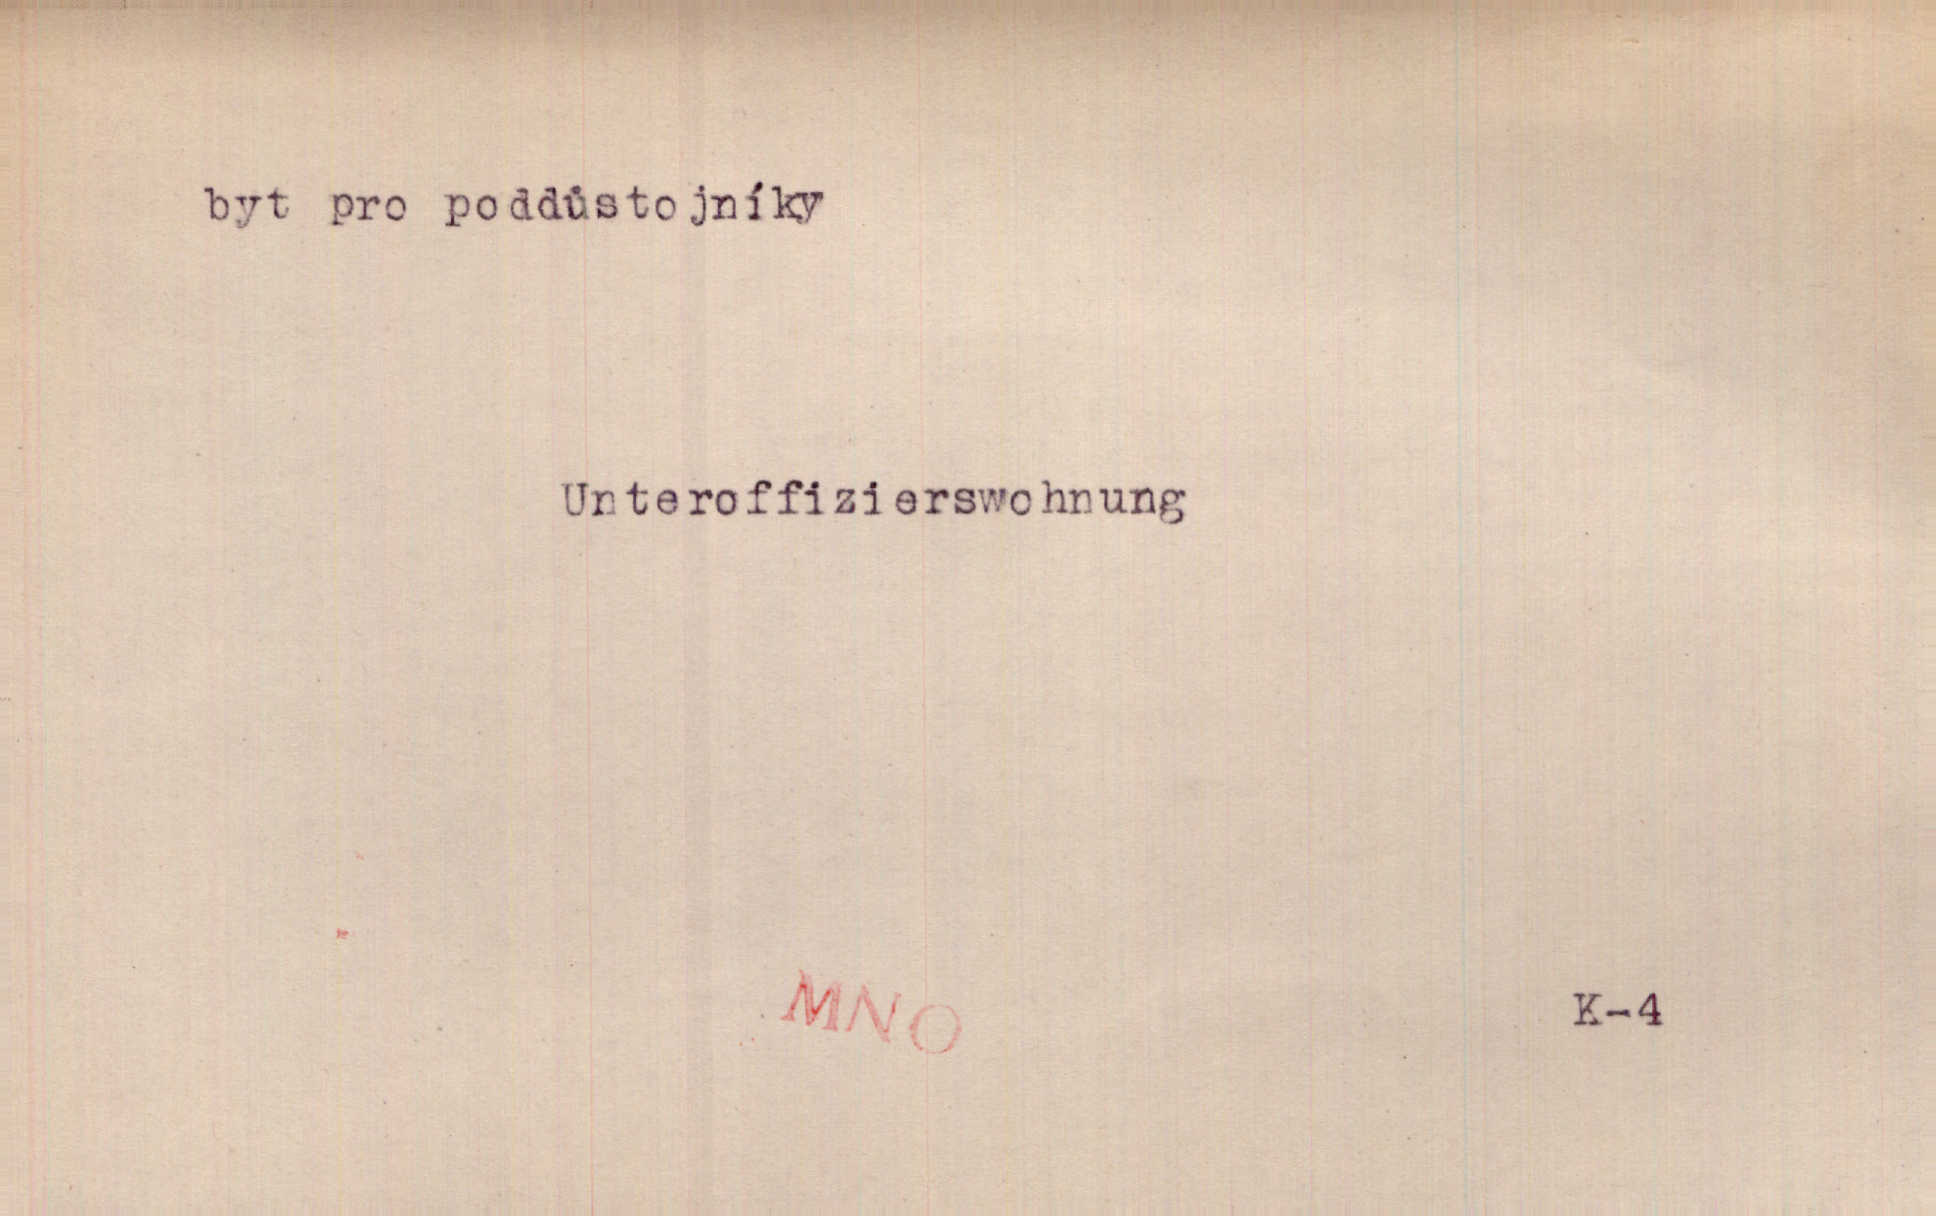 byt pro poddůstojníky
Unteroffizierswohnung
MNO
K-4